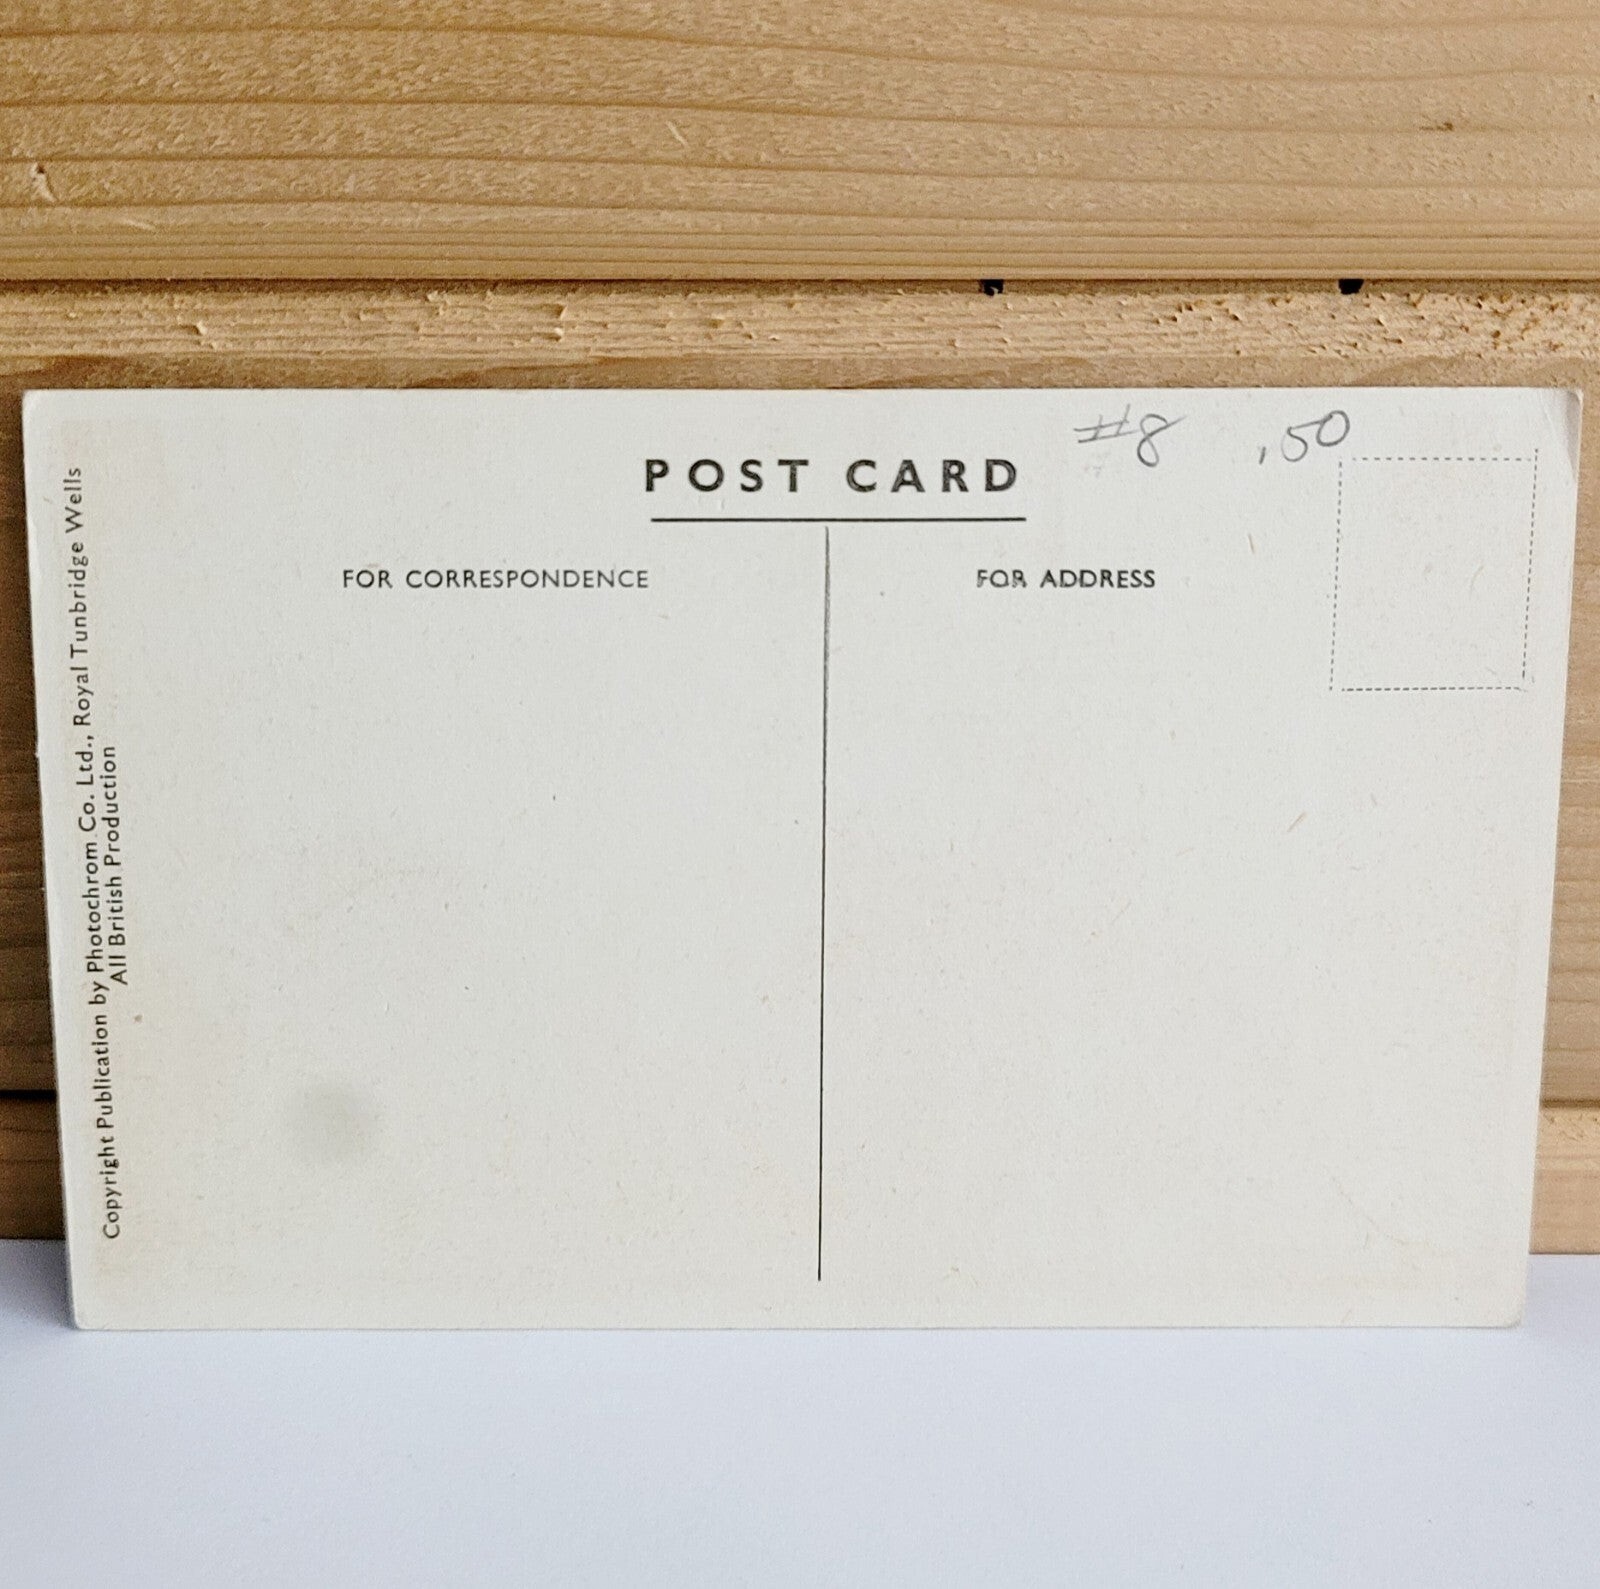 #8 .50
POST CARD
FOR CORRESPONDENCE
FOR ADDRESS
Copyright Publication by Photochrom Co. Ltd., Royal Tunbridge Wells
All British Production